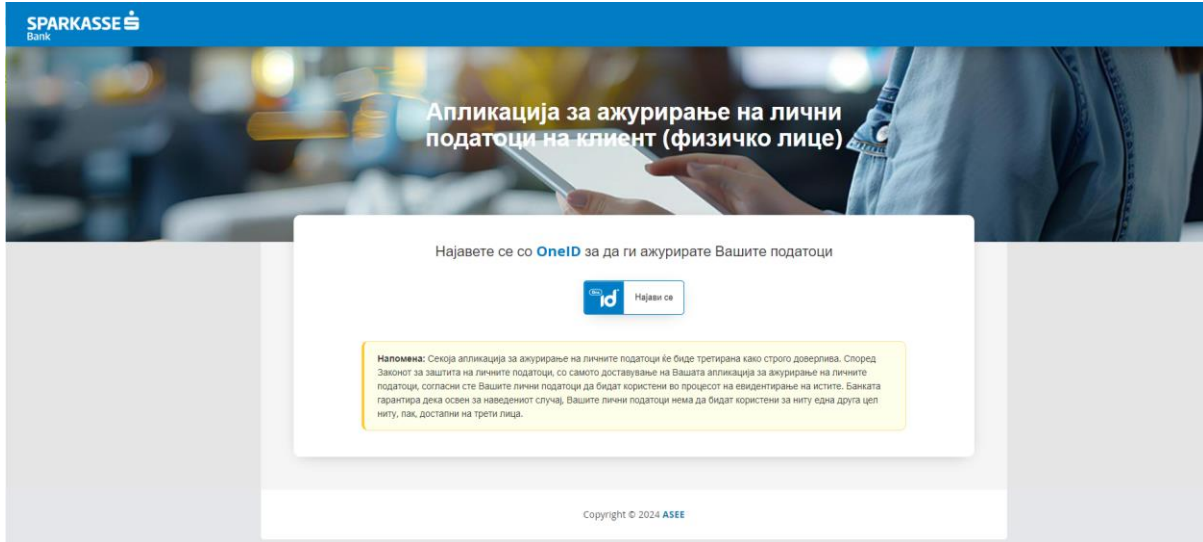 SPARKASSE
Bank
Апликација за ажурирање на лични
податоци на клиент (физичко лице)
Најавете се со OneID за да ги ажурирате Вашите податоци
id
Најави се
Напомена: Секоја апликација за ажурирање на личните податоци ќе биде третирана како строго доверлива. Според
Законот за заштита на личните податоци, со самото доставување на Вашата апликација за ажурирање на личните
податоци, согласни сте Вашите лични податоци да бидат користени во процесот на евидентирање на истите. Банката
гарантира дека освен за наведениот случај, Вашите лични податоци нема да бидат користени за ниту една друга цел
ниту, пак, достапни на трети лица.
Copyright © 2024 ASEE